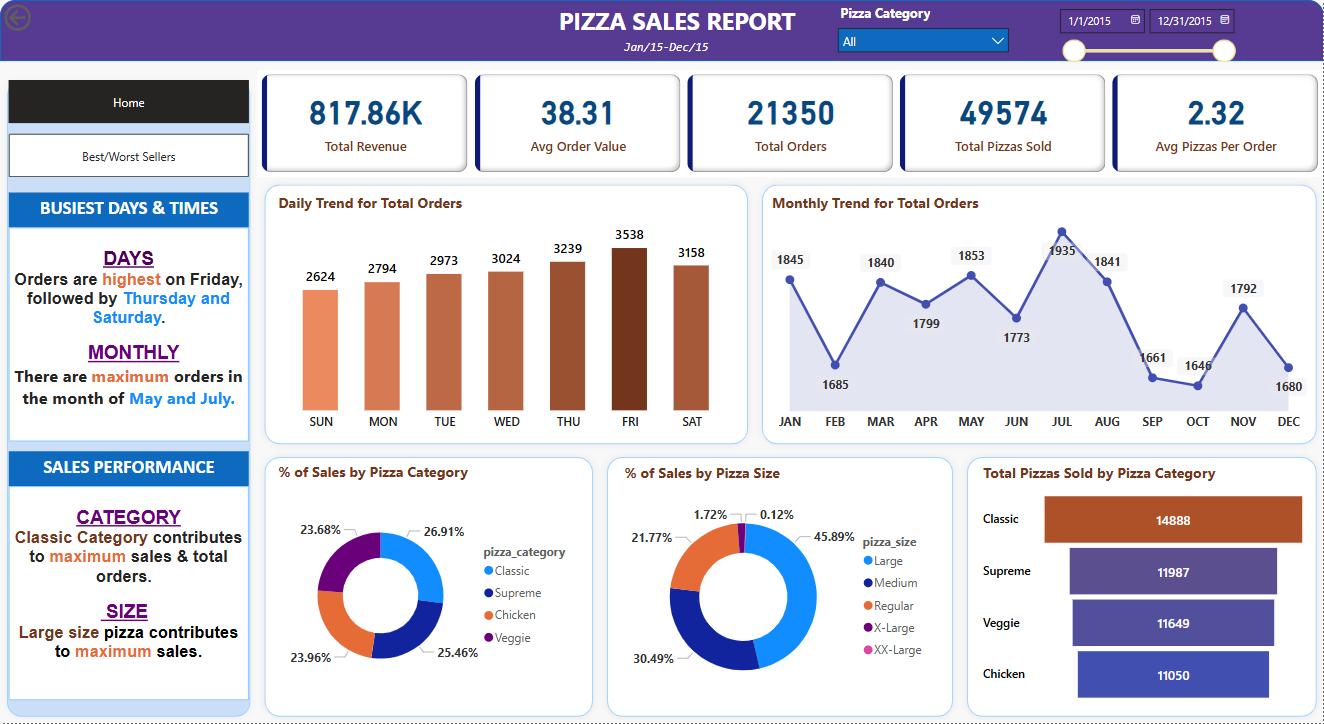 PIZZA SALES REPORT
Jan/15-Dec/15
Pizza Category
All
1/1/2015
12/31/2015
Home
Best/Worst Sellers
BUSIEST DAYS & TIMES
DAYS
Orders are highest on Friday,
followed by Thursday and
Saturday.
MONTHLY
There are maximum orders in
the month of May and July.
SALES PERFORMANCE
CATEGORY
Classic Category contributes
to maximum sales & total
orders.
SIZE
Large size pizza contributes
to maximum sales.
817.86K
Total Revenue
38.31
Avg Order Value
21350
Total Orders
49574
Total Pizzas Sold
2.32
Avg Pizzas Per Order
Daily Trend for Total Orders
2624
2794
2973
3024
3239
3538
3158
SUN MON TUE WED THU FRI SAT
Monthly Trend for Total Orders
1845
1685
1840
1799
1853
1773
1935
1841
1661
1646
1792
1680
JAN FEB MAR APR MAY JUN JUL AUG SEP OCT NOV DEC
% of Sales by Pizza Category
23.68%
26.91%
23.96%
25.46%
pizza_category
Classic
Supreme
Chicken
Veggie
% of Sales by Pizza Size
1.72%
0.12%
21.77%
45.89%
30.49%
pizza_size
Large
Medium
Regular
X-Large
XX-Large
Total Pizzas Sold by Pizza Category
Classic 14888
Supreme 11987
Veggie 11649
Chicken 11050